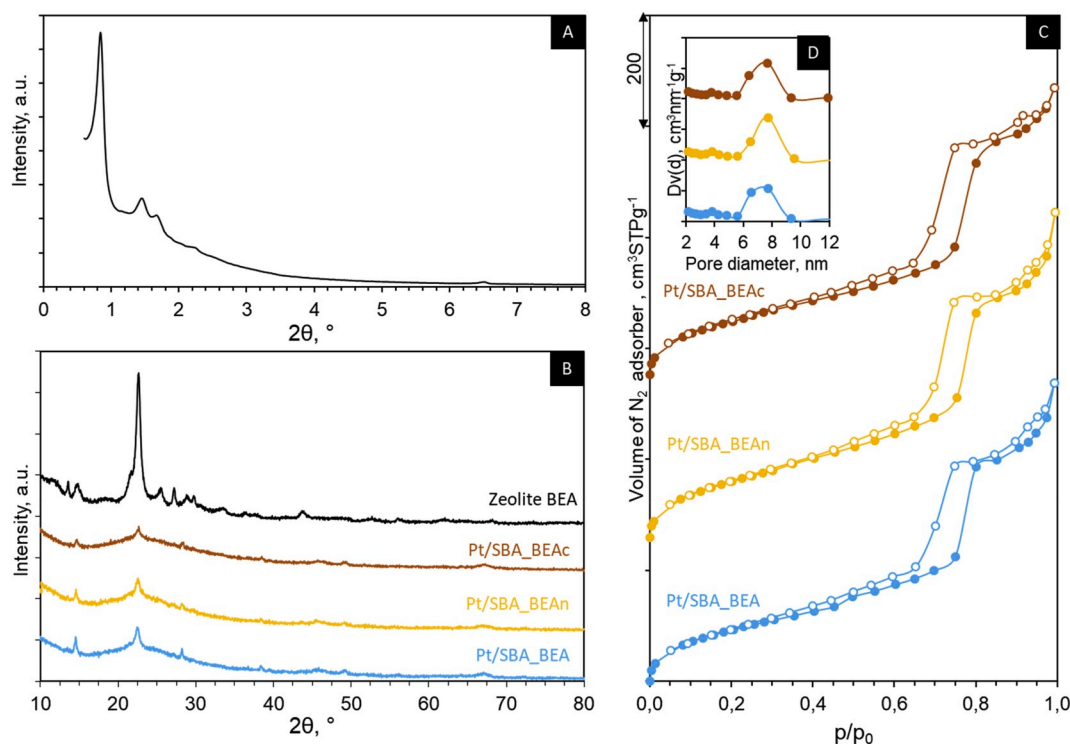 A
Intensity, a.u.
0 1 2 3 4 5 6 7 8
2θ, °
B
Intensity, a.u.
Zeolite BEA
Pt/SBA_BEAc
Pt/SBA_BEAn
Pt/SBA_BEA
10 20 30 40 50 60 70 80
2θ, °
C
200
Volume of N₂ adsorber , cm³STPg⁻¹
D
Dv(d), cm³nm⁻¹g⁻¹
2 4 6 8 10 12
Pore diameter, nm
Pt/SBA_BEAc
Pt/SBA_BEAn
Pt/SBA_BEA
0,0 0,2 0,4 0,6 0,8 1,0
p/p₀